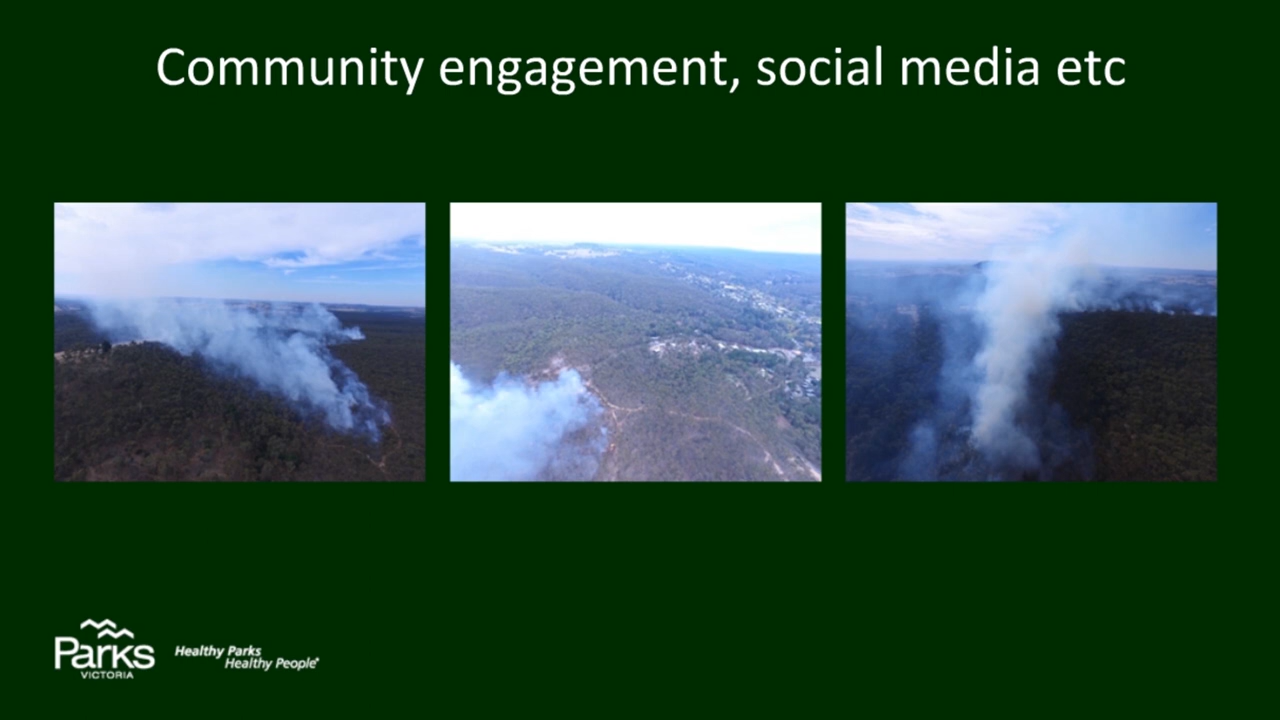 Community engagement, social media etc
Parks
VICTORIA
Healthy Parks
Healthy People®